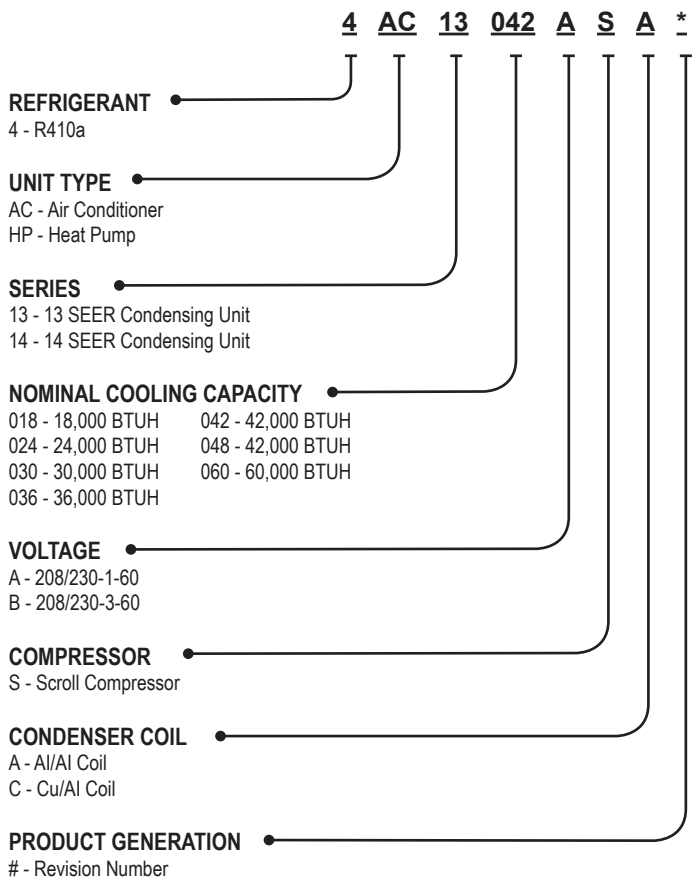 4 AC 13 042 A S A *
REFRIGERANT
4 - R410a
UNIT TYPE
AC - Air Conditioner
HP - Heat Pump
SERIES
13 - 13 SEER Condensing Unit
14 - 14 SEER Condensing Unit
NOMINAL COOLING CAPACITY
018 - 18,000 BTUH 042 - 42,000 BTUH
024 - 24,000 BTUH 048 - 42,000 BTUH
030 - 30,000 BTUH 060 - 60,000 BTUH
036 - 36,000 BTUH
VOLTAGE
A - 208/230-1-60
B - 208/230-3-60
COMPRESSOR
S - Scroll Compressor
CONDENSER COIL
A - Al/Al Coil
C - Cu/Al Coil
PRODUCT GENERATION
# - Revision Number